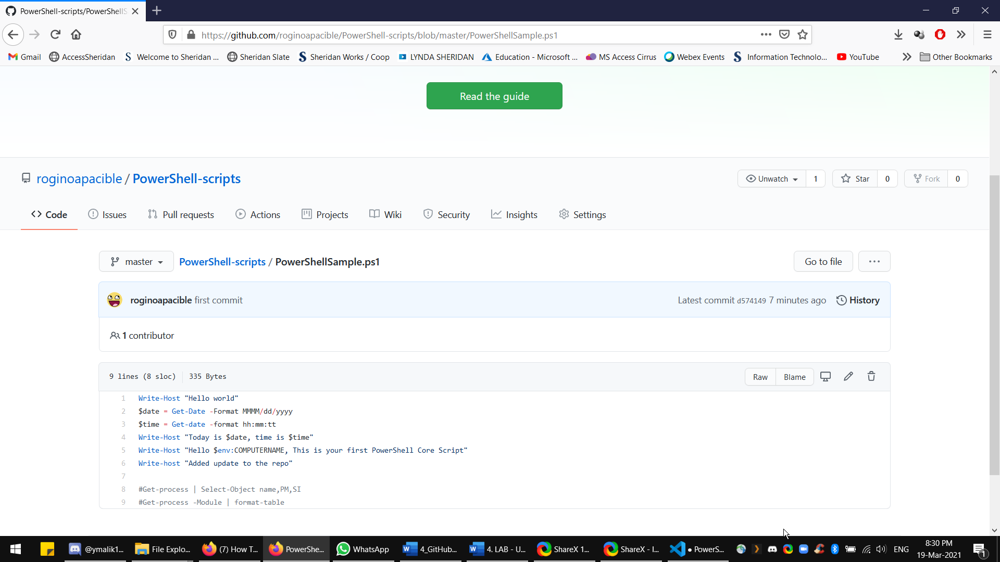 PowerShell-scripts/PowerShellS
https://github.com/roginoapacible/PowerShell-scripts/blob/master/PowerShellSample.ps1
Gmail AccessSheridan Welcome to Sheridan ... Sheridan Slate Sheridan Works / Coop LYNDA SHERIDAN Education - Microsoft ... MS Access Cirrus Webex Events Information Technolo... YouTube Other Bookmarks
Read the guide
roginoapacible / PowerShell-scripts Unwatch 1 Star 0 Fork 0
Code Issues Pull requests Actions Projects Wiki Security Insights Settings
master PowerShell-scripts / PowerShellSample.ps1 Go to file ...
roginoapacible first commit Latest commit d574149 7 minutes ago History
1 contributor
9 lines (8 sloc) 335 Bytes Raw Blame
1 Write-Host "Hello world"
2 $date = Get-Date -Format MMMM/dd/yyyy
3 $time = Get-date -format hh:mm:tt
4 Write-Host "Today is $date, time is $time"
5 Write-Host "Hello $env:COMPUTERNAME, This is your first PowerShell Core Script"
6 Write-host "Added update to the repo"
7
8 #Get-process | Select-Object name,PM,SI
9 #Get-process -Module | format-table
@ymalik1... File Explo... (7) How T... PowerShe... WhatsApp 4_GitHub... 4. LAB - U... ShareX 1... ShareX - I... ● PowerS... ENG 8:30 PM
19-Mar-2021 1